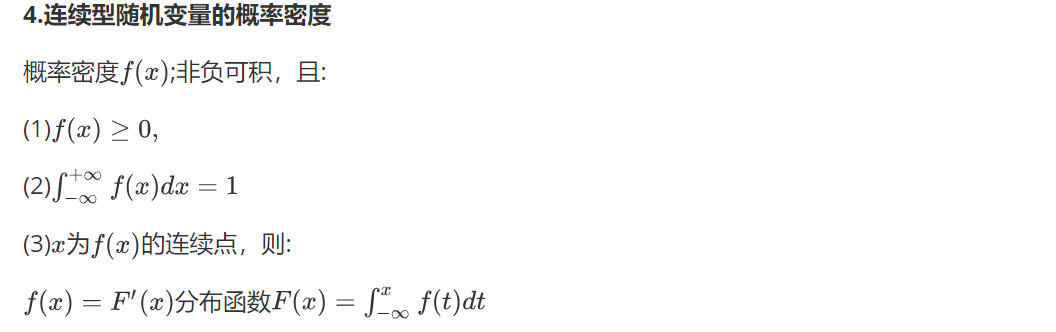 4.连续型随机变量的概率密度
概率密度f(x);非负可积，且:
(1)f(x) ≥ 0,
(2)∫_{−∞}^{+∞} f(x)dx = 1
(3)x为f(x)的连续点，则:
f(x) = F′(x)分布函数F(x) = ∫_{−∞}^{x} f(t)dt